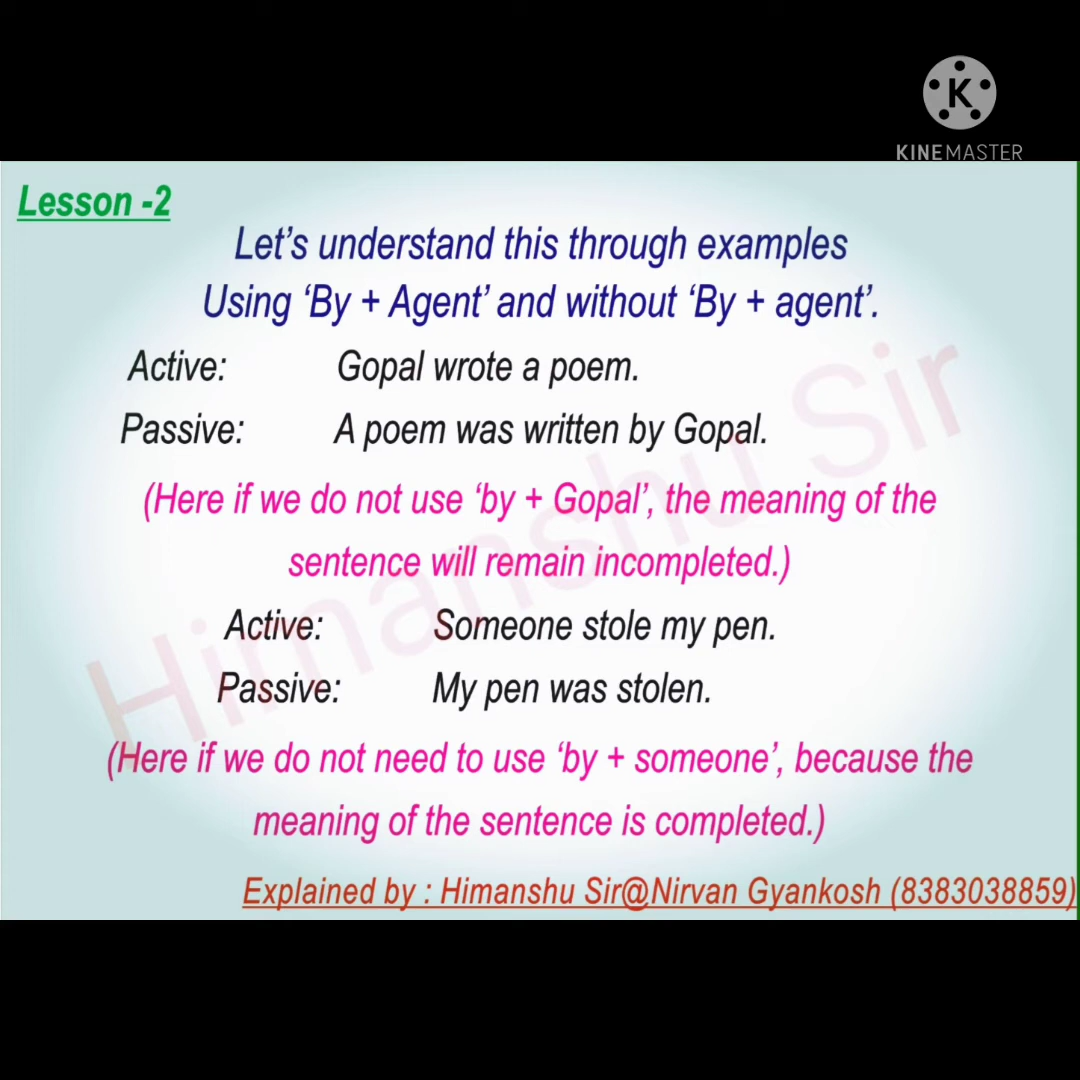 KINEMASTER
Lesson -2
Let's understand this through examples
Using 'By + Agent' and without 'By + agent'.
Active: Gopal wrote a poem.
Passive: A poem was written by Gopal.
(Here if we do not use 'by + Gopal', the meaning of the
sentence will remain incompleted.)
Active: Someone stole my pen.
Passive: My pen was stolen.
(Here if we do not need to use 'by + someone', because the
meaning of the sentence is completed.)
Explained by : Himanshu Sir@Nirvan Gyankosh (8383038859)
Himanshu Sir